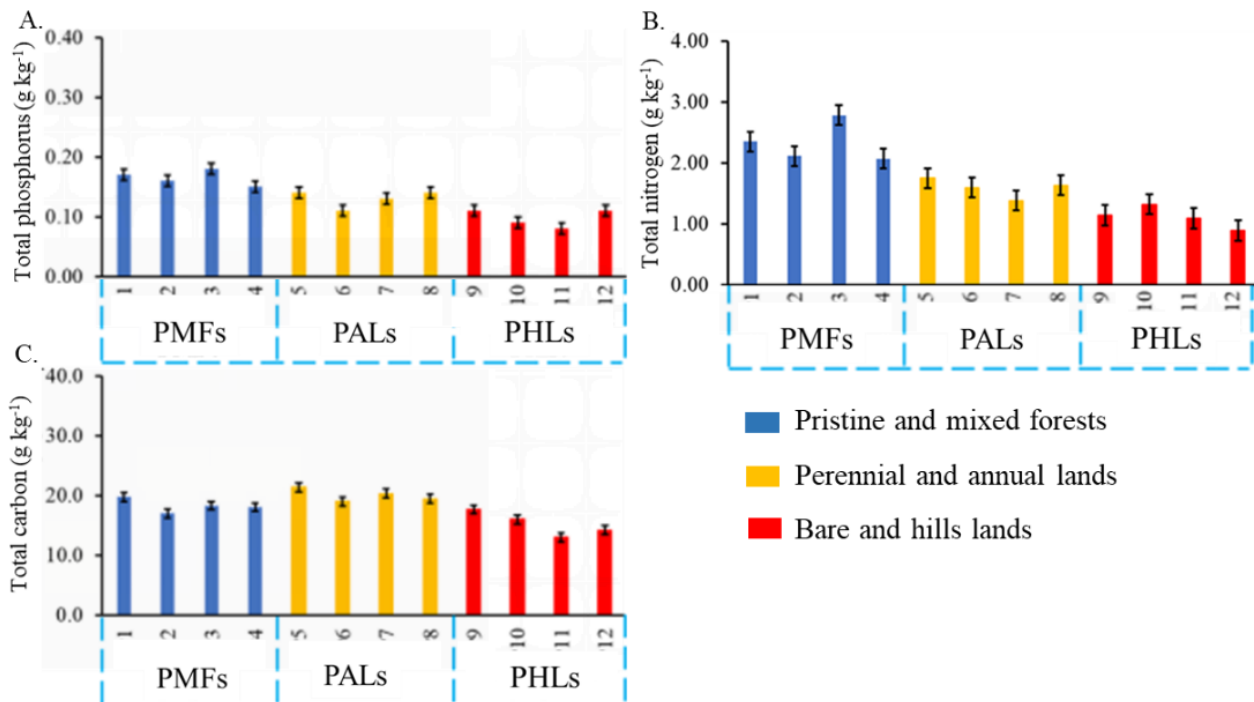 A.
Total phosphorus (g kg⁻¹)
0.40
0.30
0.20
0.10
0.00
1 2 3 4 5 6 7 8 9 10 11 12
PMFs PALs PHLs
B.
Total nitrogen (g kg⁻¹)
4.00
3.00
2.00
1.00
0.00
1 2 3 4 5 6 7 8 9 10 11 12
PMFs PALs PHLs
C.
Total carbon (g kg⁻¹)
40.0
30.0
20.0
10.0
0.0
1 2 3 4 5 6 7 8 9 10 11 12
PMFs PALs PHLs
Pristine and mixed forests
Perennial and annual lands
Bare and hills lands